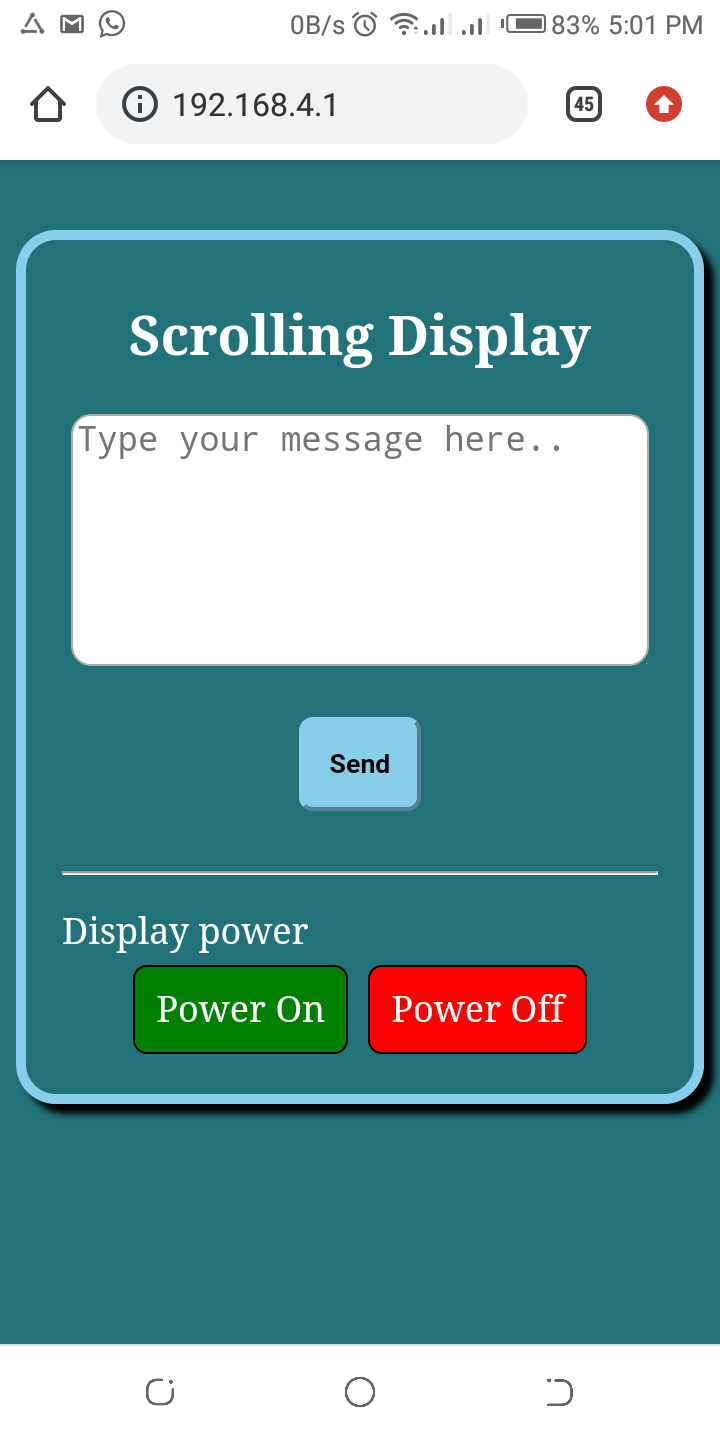 0B/s 83% 5:01 PM
192.168.4.1 45
Scrolling Display
Type your message here..
Send
Display power
Power On Power Off